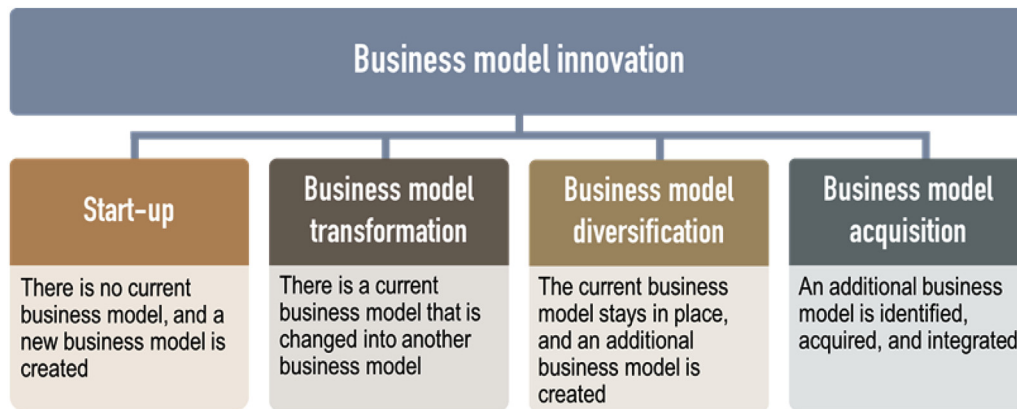 Business model innovation
Start-up
There is no current
business model, and a
new business model is
created
Business model
transformation
There is a current
business model that is
changed into another
business model
Business model
diversification
The current business
model stays in place,
and an additional
business model is
created
Business model
acquisition
An additional business
model is identified,
acquired, and integrated